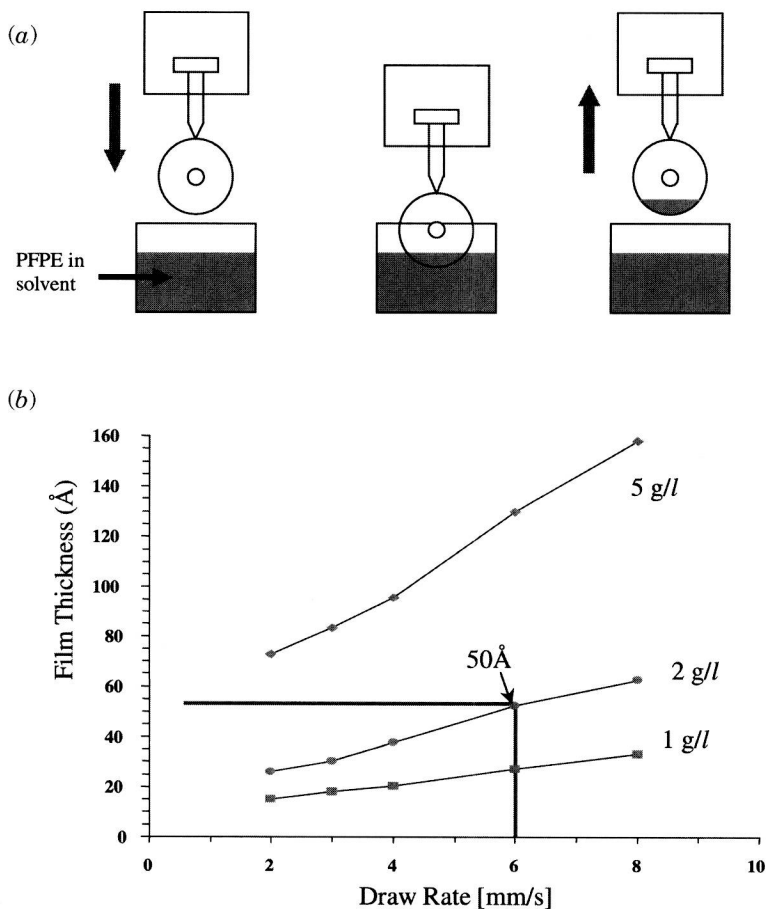 (a)
PFPE in
solvent
(b)
160
140
120
100
80
60
40
20
0
Film Thickness (Å)
5 g/l
50Å
2 g/l
1 g/l
0
2
4
6
8
10
Draw Rate [mm/s]